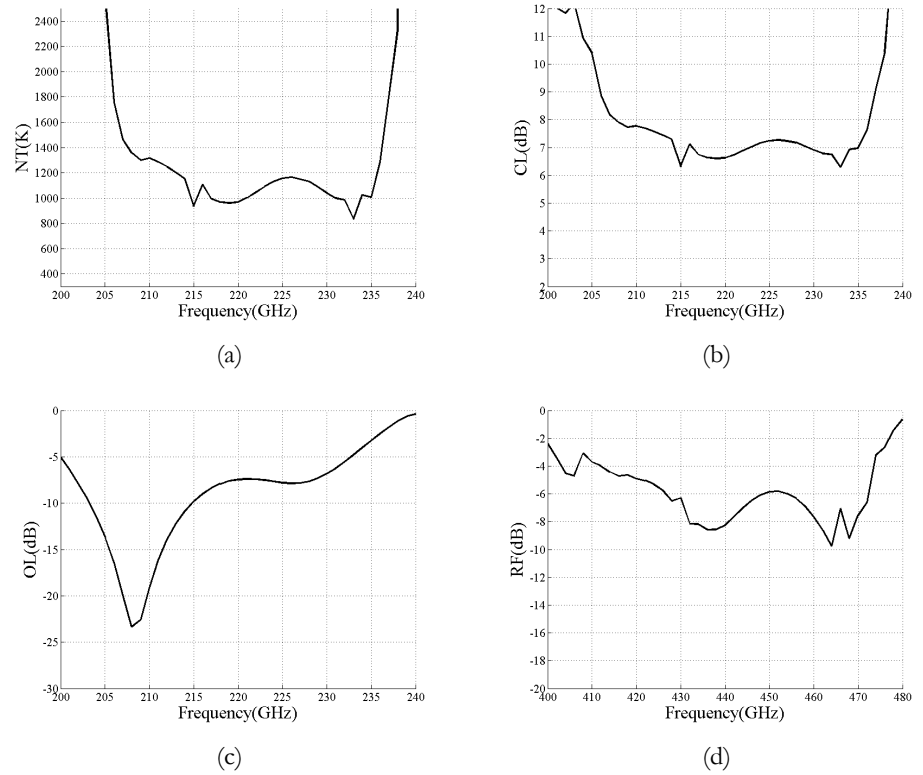 2400
2200
2000
1800
1600
1400
1200
1000
800
600
400
NT(K)
200 205 210 215 220 225 230 235 240
Frequency(GHz)
(a)
12
11
10
9
8
7
6
5
4
3
2
CL(dB)
200 205 210 215 220 225 230 235 240
Frequency(GHz)
(b)
0
-5
-10
-15
-20
-25
-30
OL(dB)
200 205 210 215 220 225 230 235 240
Frequency(GHz)
(c)
0
-2
-4
-6
-8
-10
-12
-14
-16
-18
-20
RF(dB)
400 410 420 430 440 450 460 470 480
Frequency(GHz)
(d)